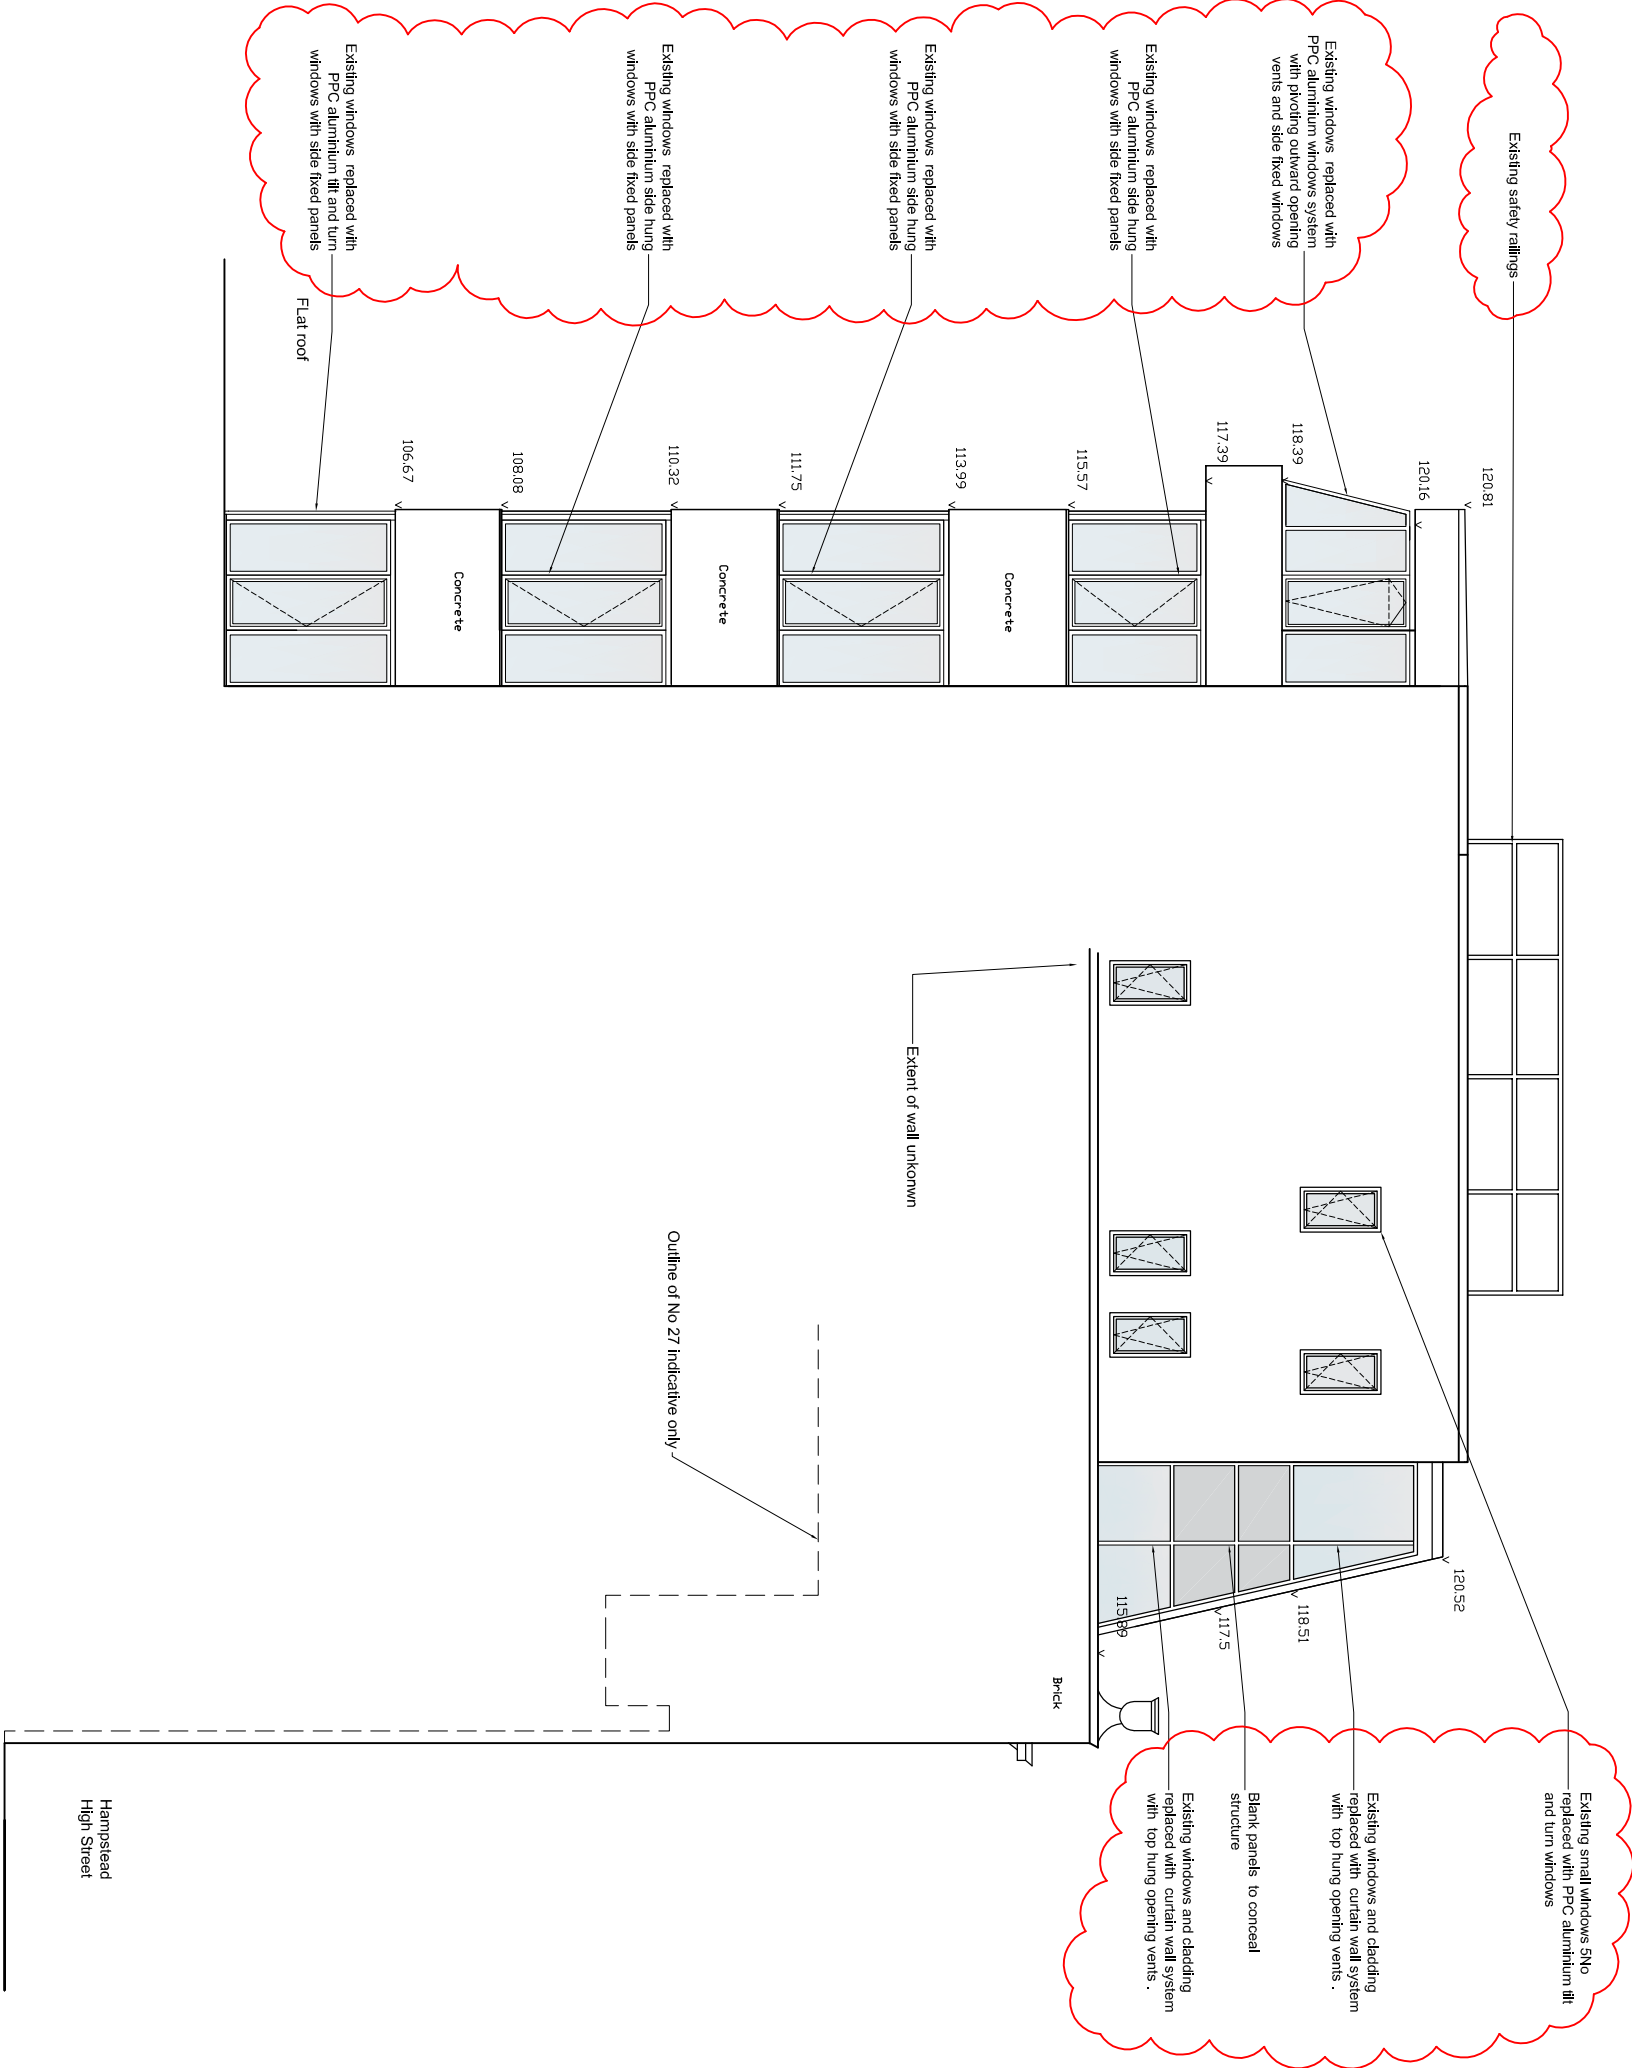 Existing safety railings
Existing windows replaced with
PPC aluminium windows system
with pivoting outward opening
vents and side fixed windows
Existing windows replaced with
PPC aluminium side hung
windows with side fixed panels
Existing windows replaced with
PPC aluminium side hung
windows with side fixed panels
Existing windows replaced with
PPC aluminium side hung
windows with side fixed panels
Existing windows replaced with
PPC aluminium tilt and turn
windows with side fixed panels
FLat roof
120.81
120.16
118.39
117.39
115.57
113.99
111.75
110.32
108.08
106.67
Concrete
Concrete
Concrete
Extent of wall unkonwn
Outline of No 27 indicative only
120.52
118.51
117.5
115.89
Brick
Existing small windows 5No
replaced with PPC aluminium tilt
and turn windows
Existing windows and cladding
replaced with curtain wall system
with top hung opening vents .
Blank panels to conceal
structure
Existing windows and cladding
replaced with curtain wall system
with top hung opening vents .
Hampstead
High Street